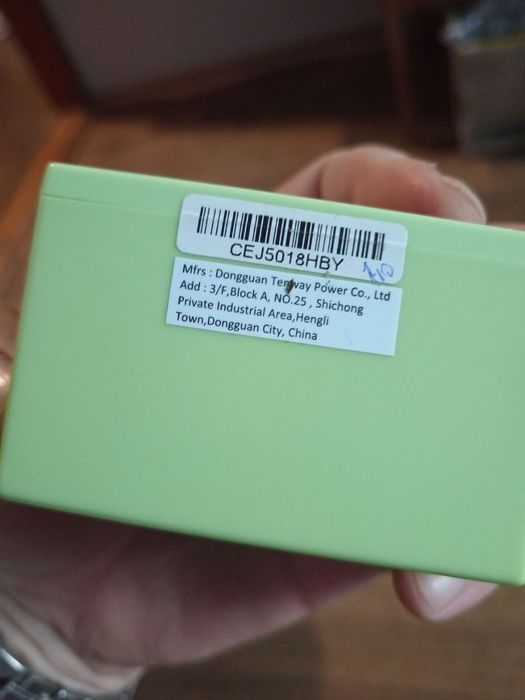 CEJ5018HBY
Mfrs : Dongguan Tenway Power Co., Ltd
Add : 3/F,Block A, NO.25 , Shichong
Private Industrial Area,Hengli
Town,Dongguan City, China